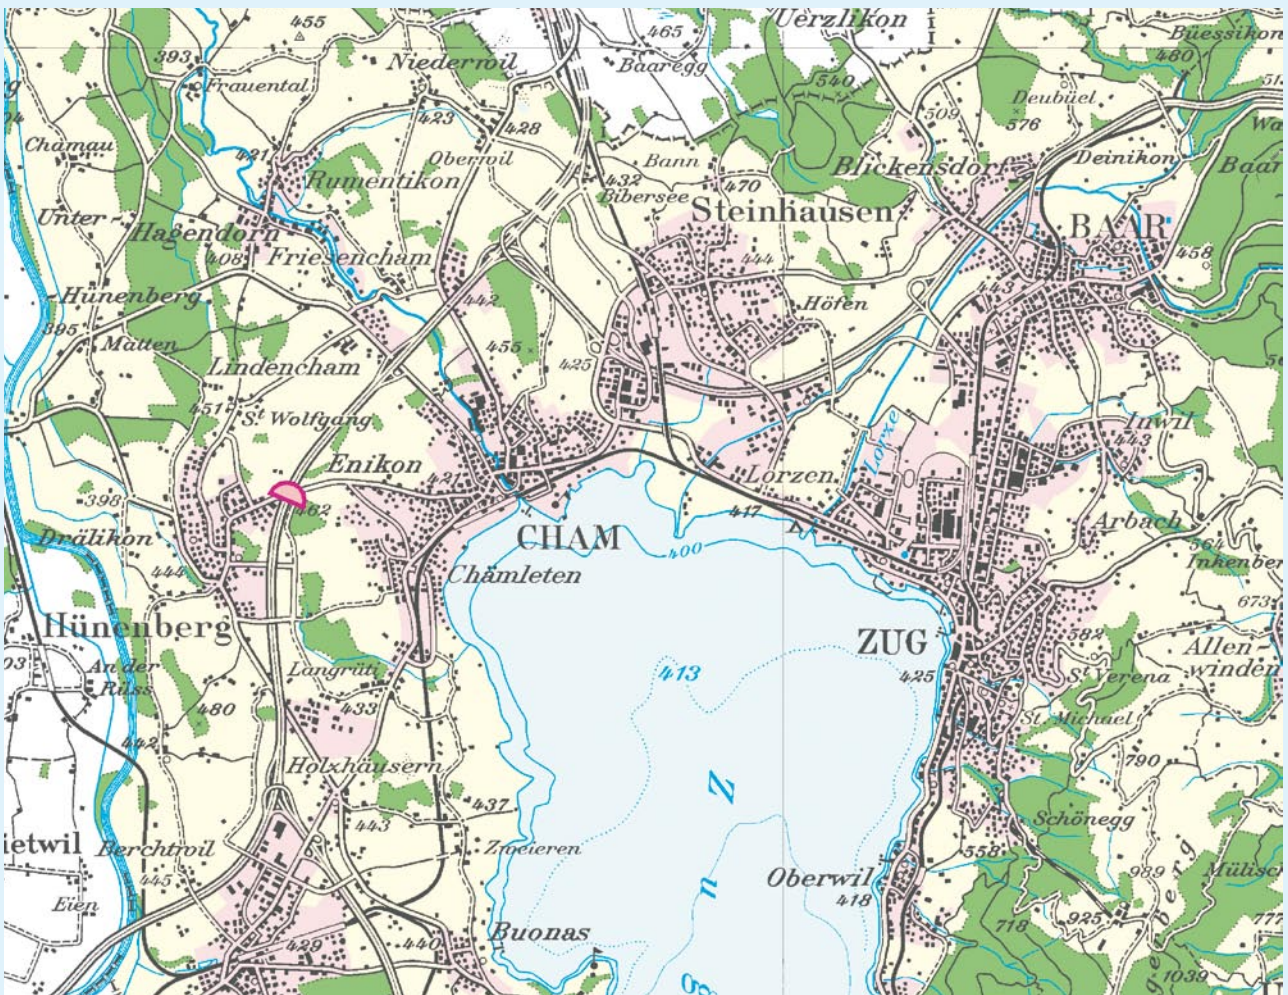 455
465
Uerzlikon
Büessikon
480
393
Frauental
Niederwil
Baaregg
540
509
Deubüel
576
423
428
Chamau
421
Rumentikon
Oberwil
432
Bibersee
Bann
470
Blickensdorf
Deinikon
Unter-
Hagendorn
408
Friesencham
Steinhausen
444
BAAR
458
Hünenberg
395
Matten
442
Höfen
443
Lindencham
455
425
451
St. Wolfgang
Lorze
Inwil
443
Enikon
421
398
462
Lorzen
417
Drälikon
CHAM
400
Arbach
564
444
Chämleten
673
Hünenberg
ZUG
582
Allen-
winden
An der
Rüss
Langrüti
413
425
St. Verena
480
433
St. Michael
442
Holzhäusern
Z
790
437
443
Schönegg
ietwil
Berchtwil
Zweieren
558
445
Oberwil
989
Eien
418
n
925
718
Buonas
429
440
g
1039